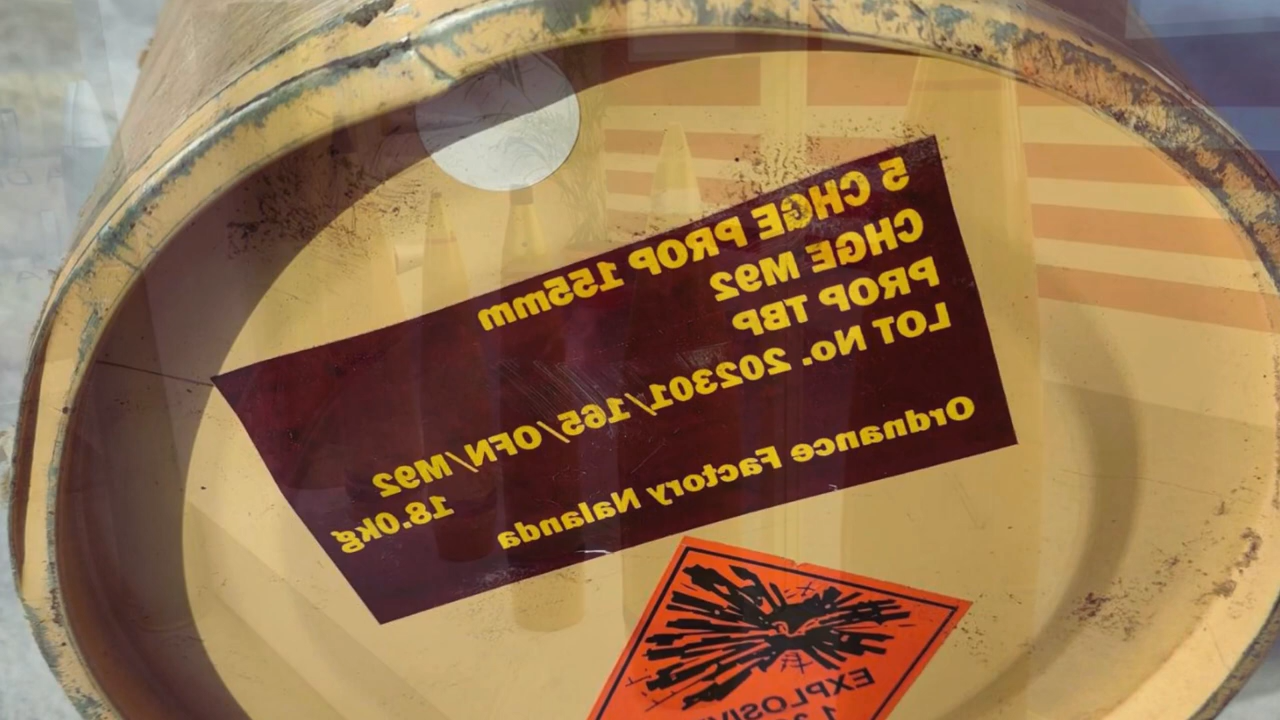 5 CHGE PROP 155mm
CHGE M92
PROP TBP
LOT No. 202301/165/OFN/M92
18.0kg
Ordnance Factory Nalanda